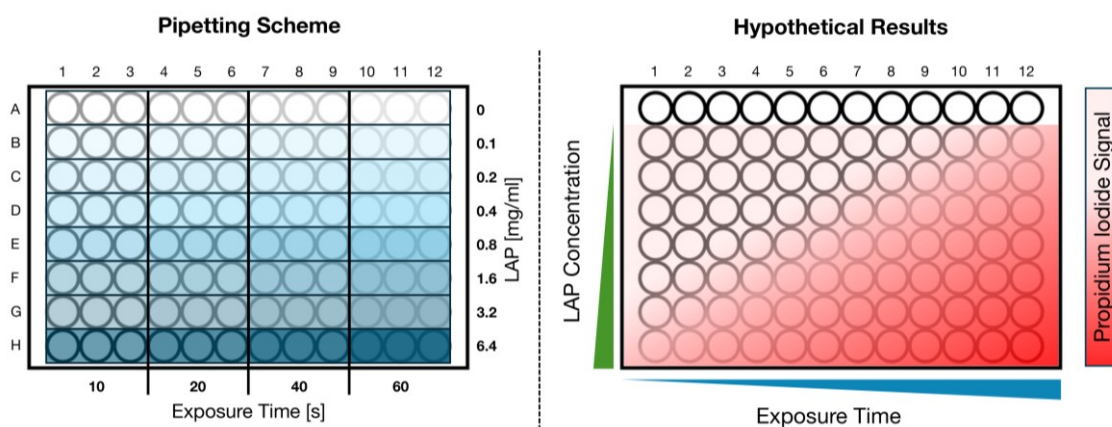 Pipetting Scheme
1 2 3 4 5 6 7 8 9 10 11 12
A 0
B 0.1
C 0.2
D 0.4
E 0.8
F 1.6
G 3.2
H 6.4
LAP [mg/ml]
10 20 40 60
Exposure Time [s]
Hypothetical Results
1 2 3 4 5 6 7 8 9 10 11 12
LAP Concentration
Exposure Time
Propidium Iodide Signal